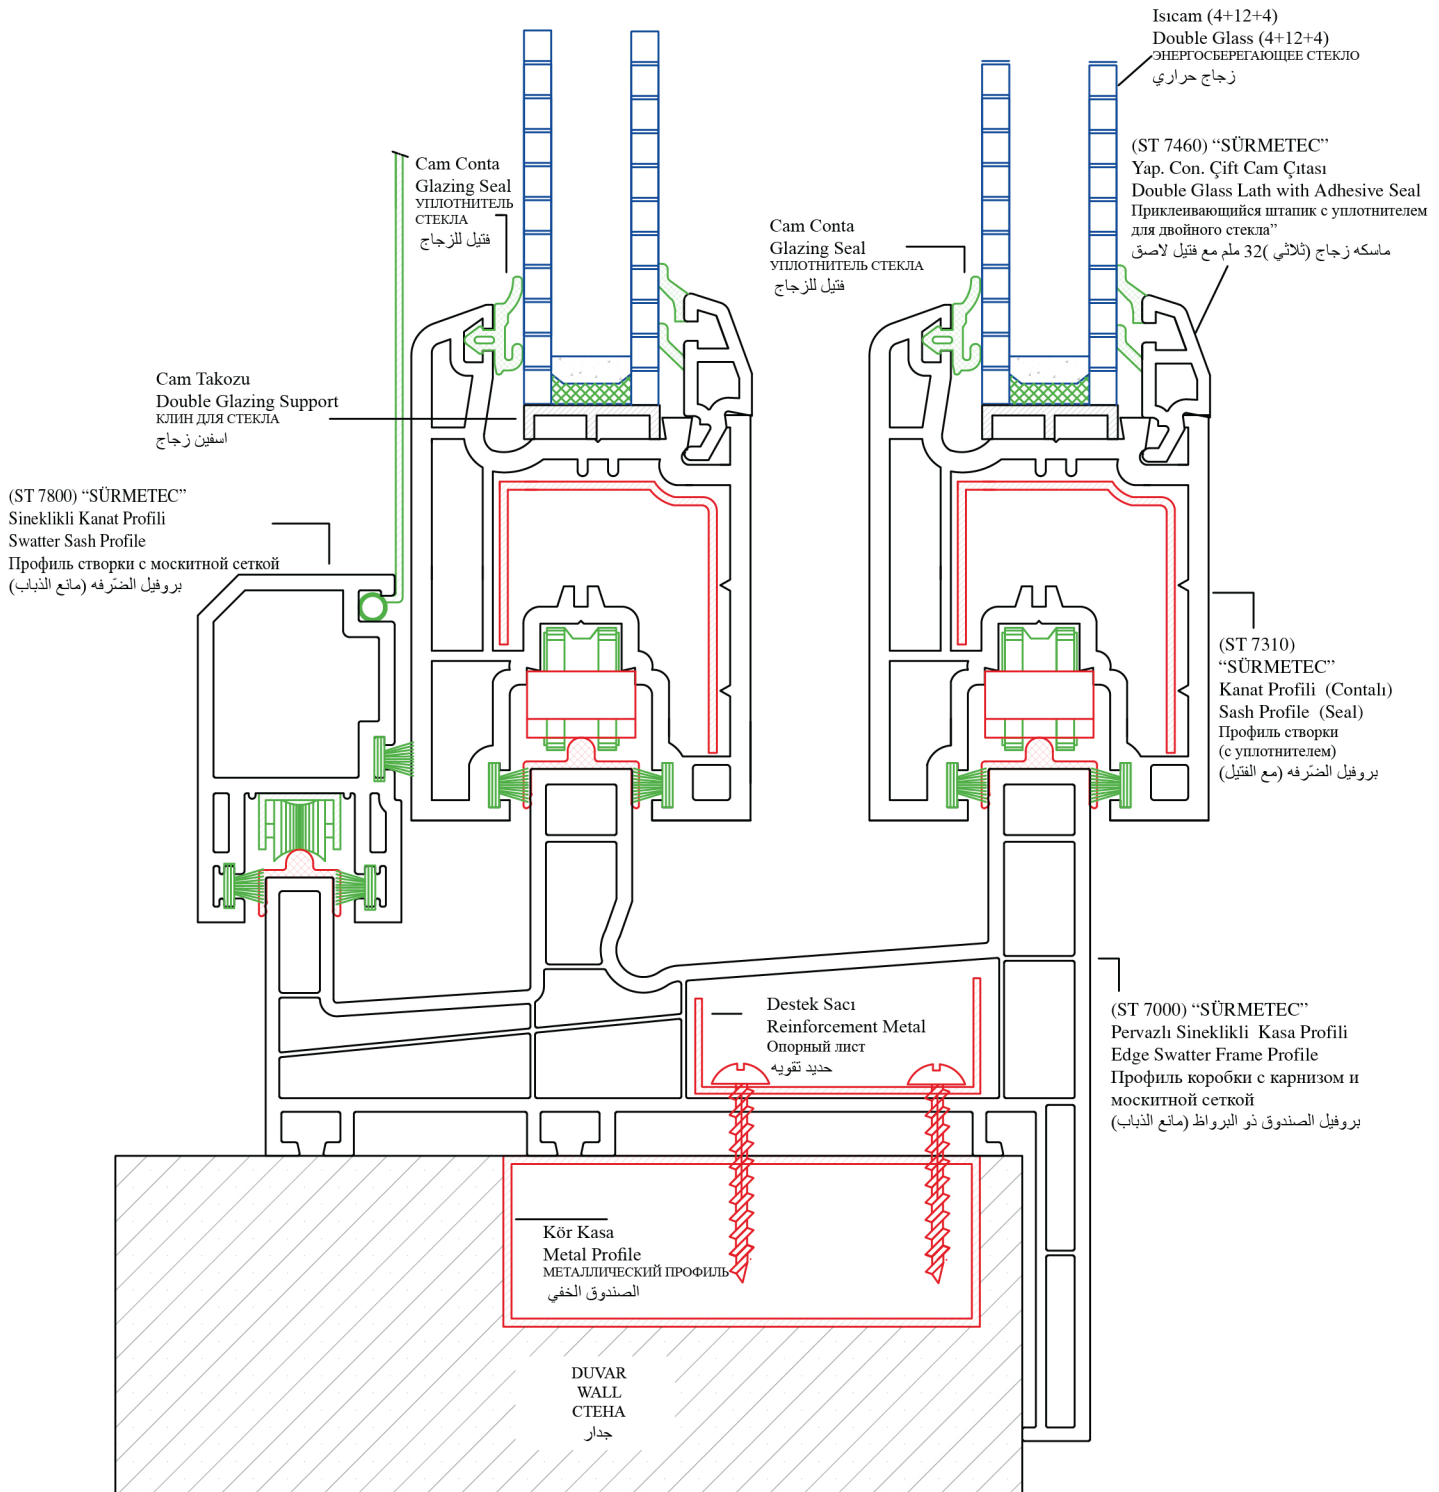 Isıcam (4+12+4)
Double Glass (4+12+4)
ЭНЕРГОСБЕРЕГАЮЩЕЕ СТЕКЛО
زجاج حراري
(ST 7460) “SÜRMETEC”
Yap. Con. Çift Cam Çıtası
Double Glass Lath with Adhesive Seal
Приклеивающийся штапик с уплотнителем
для двойного стекла”
ماسكه زجاج (ثلاثي )32 ملم مع فتيل لاصق
Cam Conta
Glazing Seal
УПЛОТНИТЕЛЬ
СТЕКЛА
فتيل للزجاج
Cam Conta
Glazing Seal
УПЛОТНИТЕЛЬ СТЕКЛА
فتيل للزجاج
Cam Takozu
Double Glazing Support
КЛИН ДЛЯ СТЕКЛА
اسفين زجاج
(ST 7800) “SÜRMETEC”
Sineklikli Kanat Profili
Swatter Sash Profile
Профиль створки с москитной сеткой
بروفيل الضّرفه (مانع الذباب)
(ST 7310)
“SÜRMETEC”
Kanat Profili (Contalı)
Sash Profile (Seal)
Профиль створки
(с уплотнителем)
بروفيل الضّرفه (مع الفتيل)
Destek Sacı
Reinforcement Metal
Опорный лист
حديد تقويه
(ST 7000) “SÜRMETEC”
Pervazlı Sineklikli Kasa Profili
Edge Swatter Frame Profile
Профиль коробки с карнизом и
москитной сеткой
بروفيل الصندوق ذو البرواظ (مانع الذباب)
Kör Kasa
Metal Profile
МЕТАЛЛИЧЕСКИЙ ПРОФИЛЬ
الصندوق الخفي
DUVAR
WALL
СТЕНА
جدار